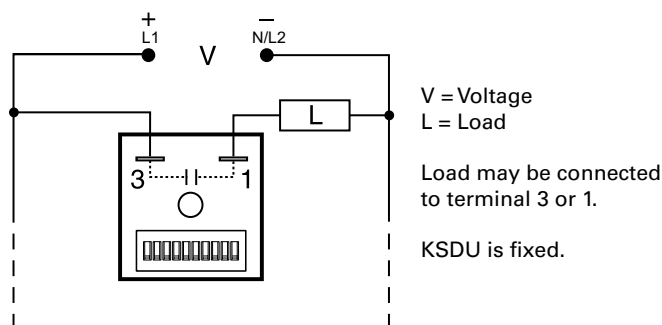 + −
L1 V N/L2
L
3 1
V = Voltage
L = Load
Load may be connected
to terminal 3 or 1.
KSDU is fixed.